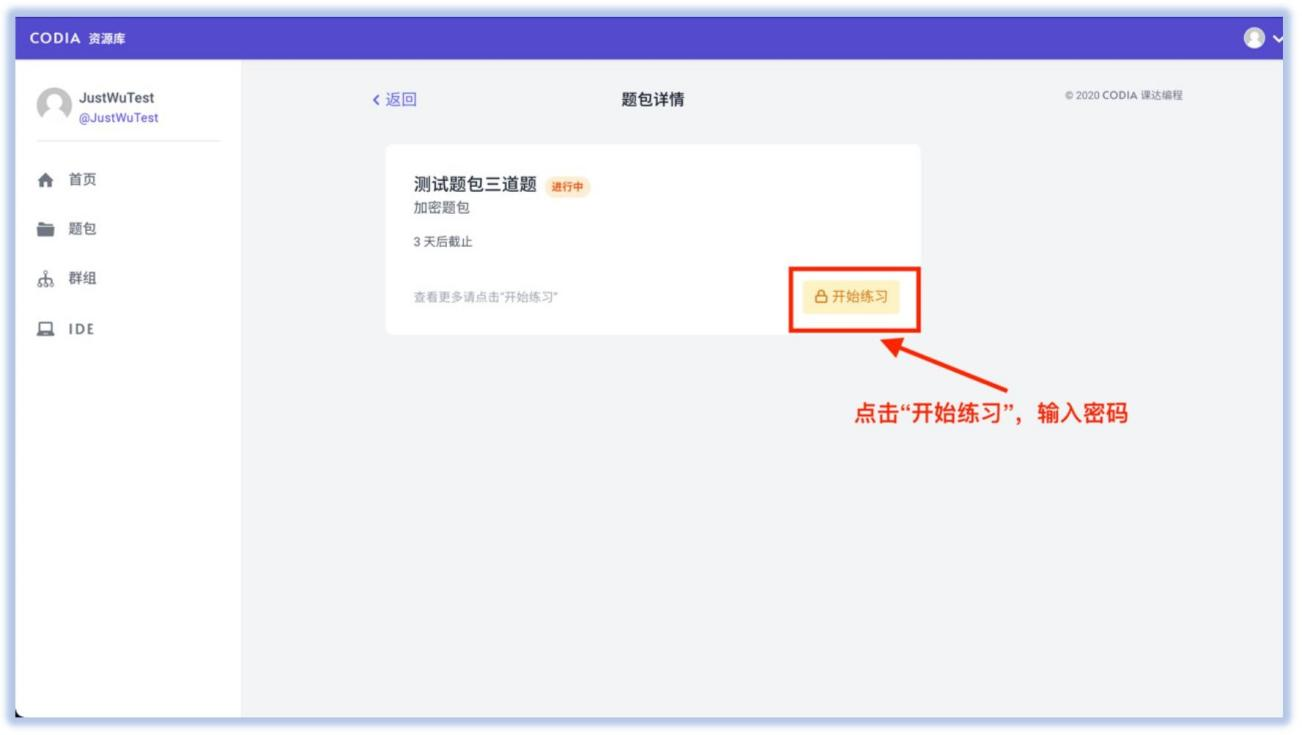 CODIA 资源库
JustWuTest
@JustWuTest
首页
题包
群组
IDE
返回
题包详情
© 2020 CODIA 课达编程
测试题包三道题 进行中
加密题包
3 天后截止
查看更多请点击“开始练习”
开始练习
点击“开始练习”，输入密码